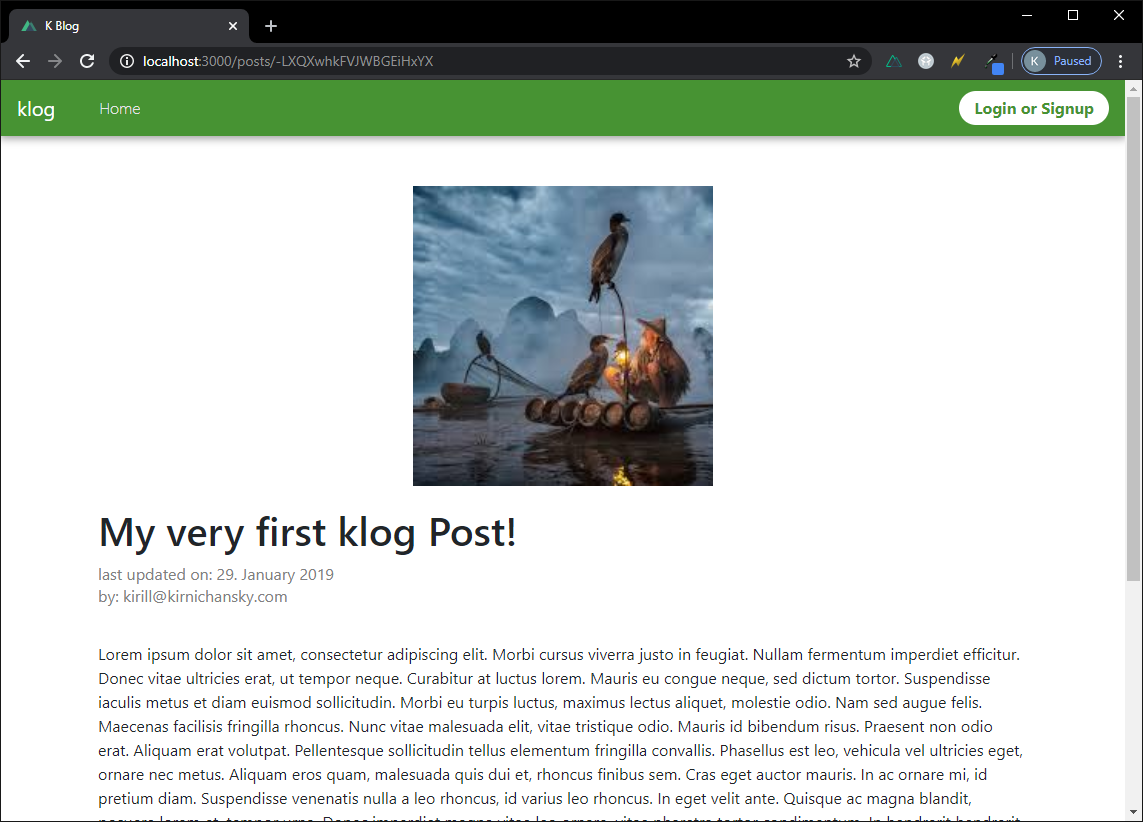 K Blog
localhost:3000/posts/-LXQXwhkFVJWBGEiHxYX
K Paused
klog Home Login or Signup
My very first klog Post!
last updated on: 29. January 2019
by: kirill@kirnichansky.com
Lorem ipsum dolor sit amet, consectetur adipiscing elit. Morbi cursus viverra justo in feugiat. Nullam fermentum imperdiet efficitur.
Donec vitae ultricies erat, ut tempor neque. Curabitur at luctus lorem. Mauris eu congue neque, sed dictum tortor. Suspendisse
iaculis metus et diam euismod sollicitudin. Morbi eu turpis luctus, maximus lectus aliquet, molestie odio. Nam sed augue felis.
Maecenas facilisis fringilla rhoncus. Nunc vitae malesuada elit, vitae tristique odio. Mauris id bibendum risus. Praesent non odio
erat. Aliquam erat volutpat. Pellentesque sollicitudin tellus elementum fringilla convallis. Phasellus est leo, vehicula vel ultricies eget,
ornare nec metus. Aliquam eros quam, malesuada quis dui et, rhoncus finibus sem. Cras eget auctor mauris. In ac ornare mi, id
pretium diam. Suspendisse venenatis nulla a leo rhoncus, id varius leo rhoncus. In eget velit ante. Quisque ac magna blandit,